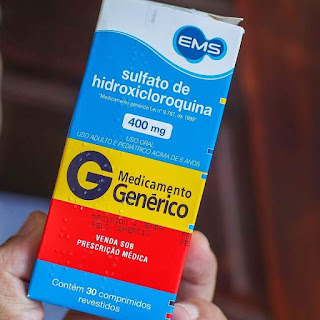 EMS
sulfato de
hidroxicloroquina
"Medicamento genérico Lei nº 9.787, de 1999"
400 mg
USO ORAL
USO ADULTO E PEDIÁTRICO ACIMA DE 6 ANOS
G Medicamento
Genérico
VENDA SOB
PRESCRIÇÃO MÉDICA
Contém 30 comprimidos
revestidos